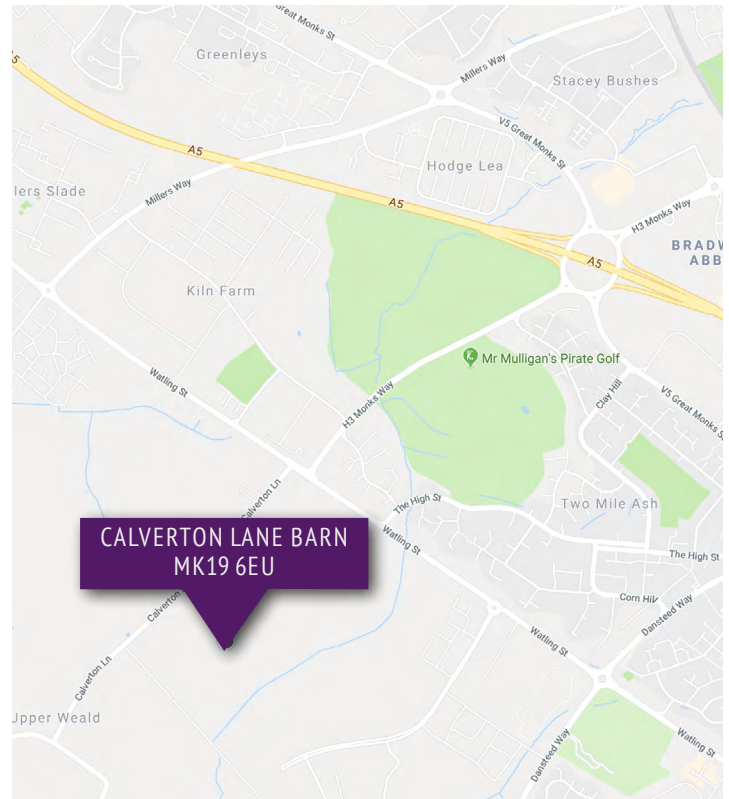 Great Monks St
Greenleys
Millers Way
Stacey Bushes
A5
V5 Great Monks St
Hodge Lea
lers Slade
Millers Way
A5
H3 Monks Way
BRADW
ABB
A5
Kiln Farm
Mr Mulligan's Pirate Golf
Watling St
H3 Monks Way
Clay Hill
V5 Great Monks S
Calverton Ln
The High St
Two Mile Ash
CALVERTON LANE BARN
MK19 6EU
Watling St
The High St
Calverton
Corn Hil
Dansteed Way
Watling St
Calverton Ln
Upper Weald
Dansteed Way
Watling St